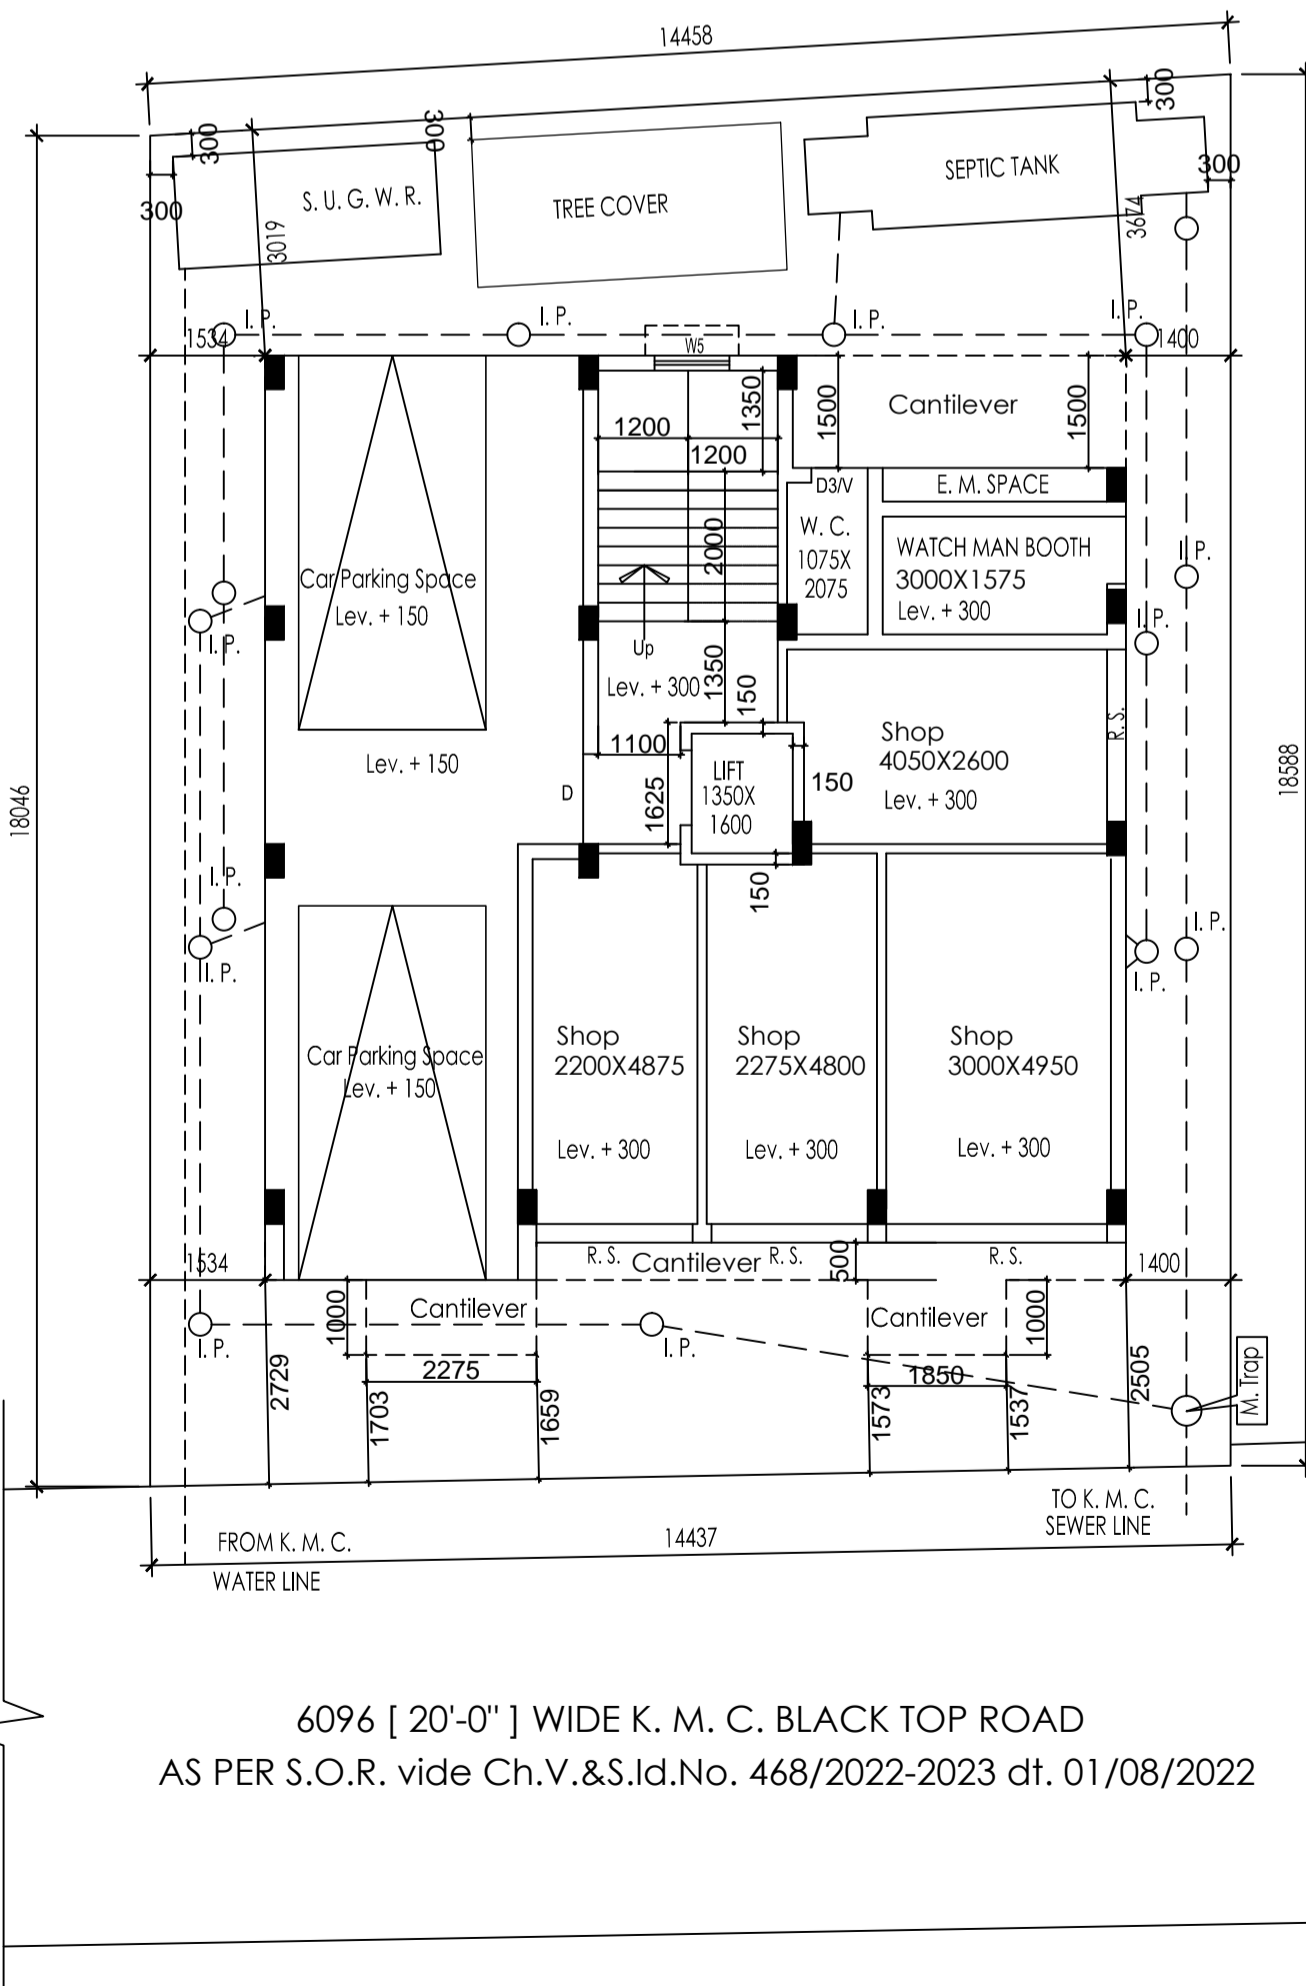 14458
300
300
300
300
300
S. U. G. W. R.
TREE COVER
SEPTIC TANK
3019
3674
I. P.
I. P.
I. P.
I. P.
1534
W5
1400
1350
1500
Cantilever
1500
1200
1200
D3/V
E. M. SPACE
W. C.
1075X
2075
2000
WATCH MAN BOOTH
3000X1575
Lev. + 300
I. P.
Car Parking Space
Lev. + 150
I. P.
I. P.
Up
Lev. + 300
1350
150
R. S.
Shop
4050X2600
Lev. + 300
1100
Lev. + 150
LIFT
1350X
1600
150
D
1625
18046
18588
150
I. P.
I. P.
I. P.
I. P.
Car Parking Space
Lev. + 150
Shop
2200X4875
Lev. + 300
Shop
2275X4800
Lev. + 300
Shop
3000X4950
Lev. + 300
R. S.
Cantilever
R. S.
500
R. S.
1534
1400
1000
Cantilever
Cantilever
1000
I. P.
I. P.
2729
2275
1850
2505
M. Trap
1703
1659
1573
1537
TO K. M. C.
SEWER LINE
FROM K. M. C.
WATER LINE
14437
6096 [ 20'-0" ] WIDE K. M. C. BLACK TOP ROAD
AS PER S.O.R. vide Ch.V.&S.Id.No. 468/2022-2023 dt. 01/08/2022